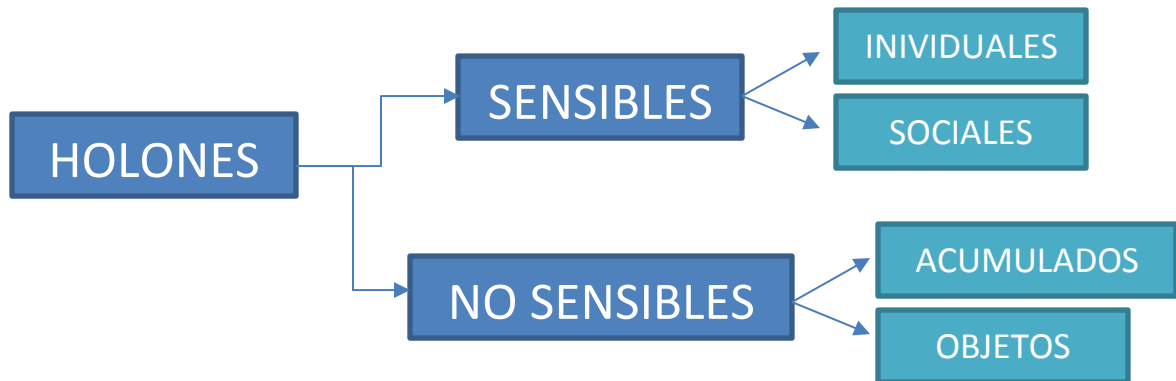 HOLONES
SENSIBLES
INIVIDUALES
SOCIALES
NO SENSIBLES
ACUMULADOS
OBJETOS